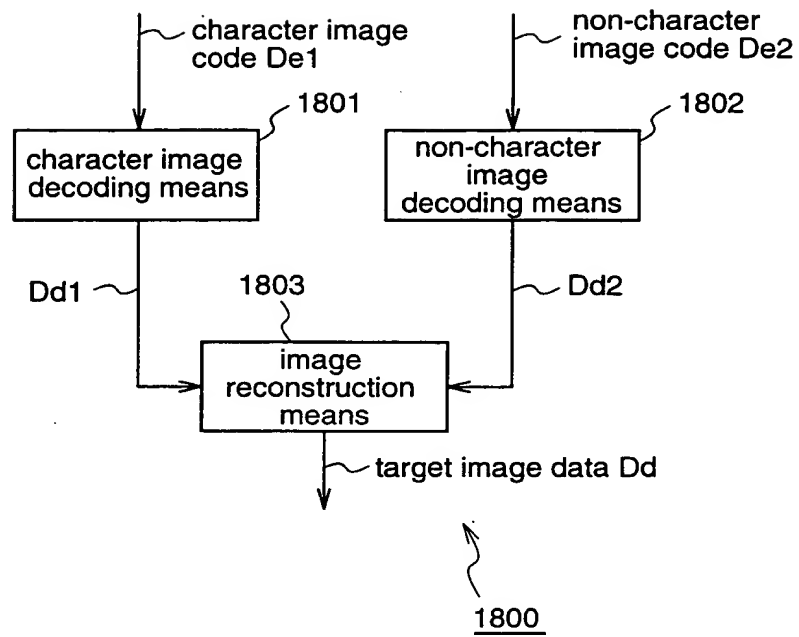 character image
code De1
non-character
image code De2
1801
1802
character image
decoding means
non-character
image
decoding means
Dd1
1803
Dd2
image
reconstruction
means
target image data Dd
1800